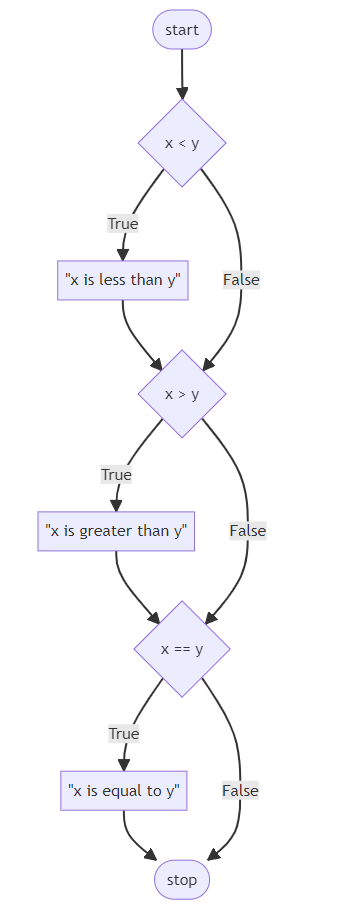 start
x < y
True
"x is less than y"
False
x > y
True
"x is greater than y"
False
x == y
True
"x is equal to y"
False
stop